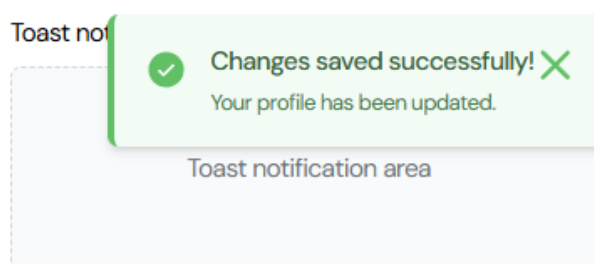 Toast not
Changes saved successfully!
Your profile has been updated.
Toast notification area